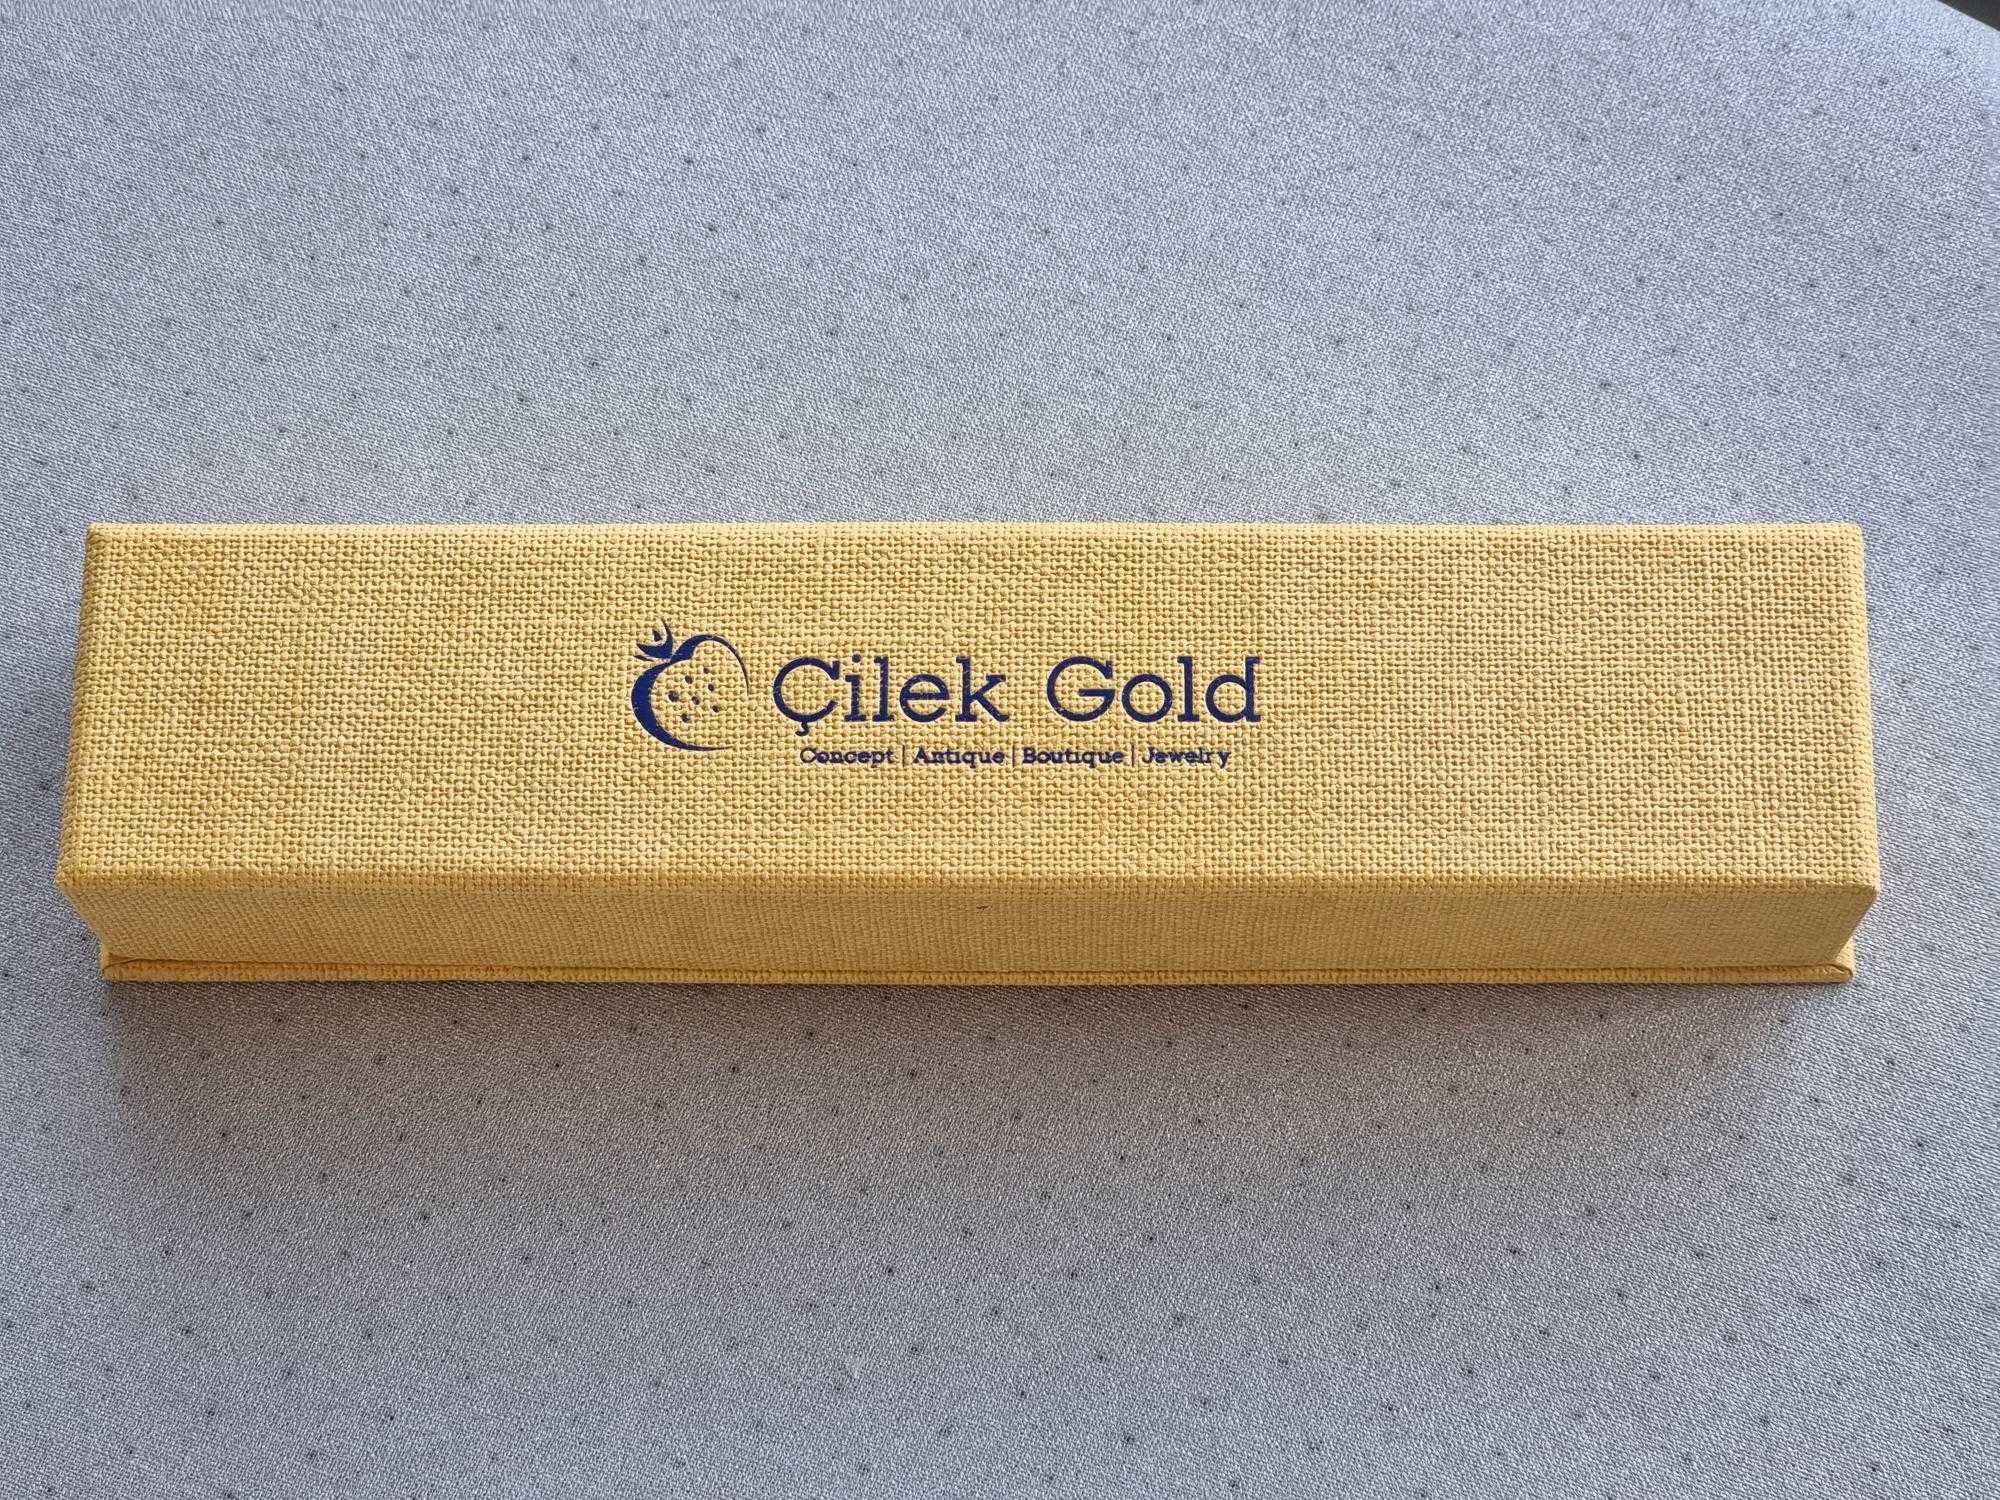 Çilek Gold
Concept | Antique | Boutique | Jewelry